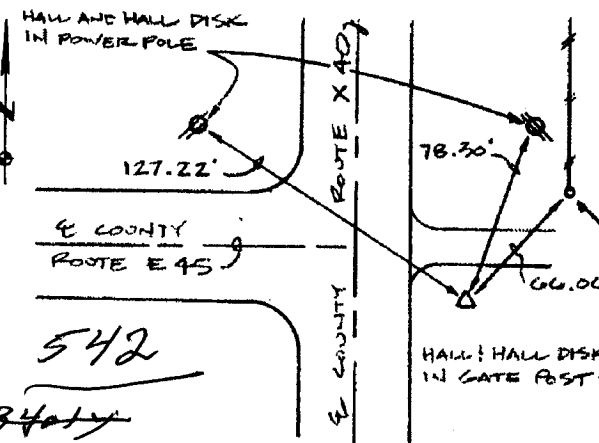 HALL AND HALL DISK
IN POWER POLE
N
127.22'
78.30'
℄ COUNTY
ROUTE E 45
℄ COUNTY ROUTE X 40
66.00
HALL & HALL DISK
IN GATE POST
542